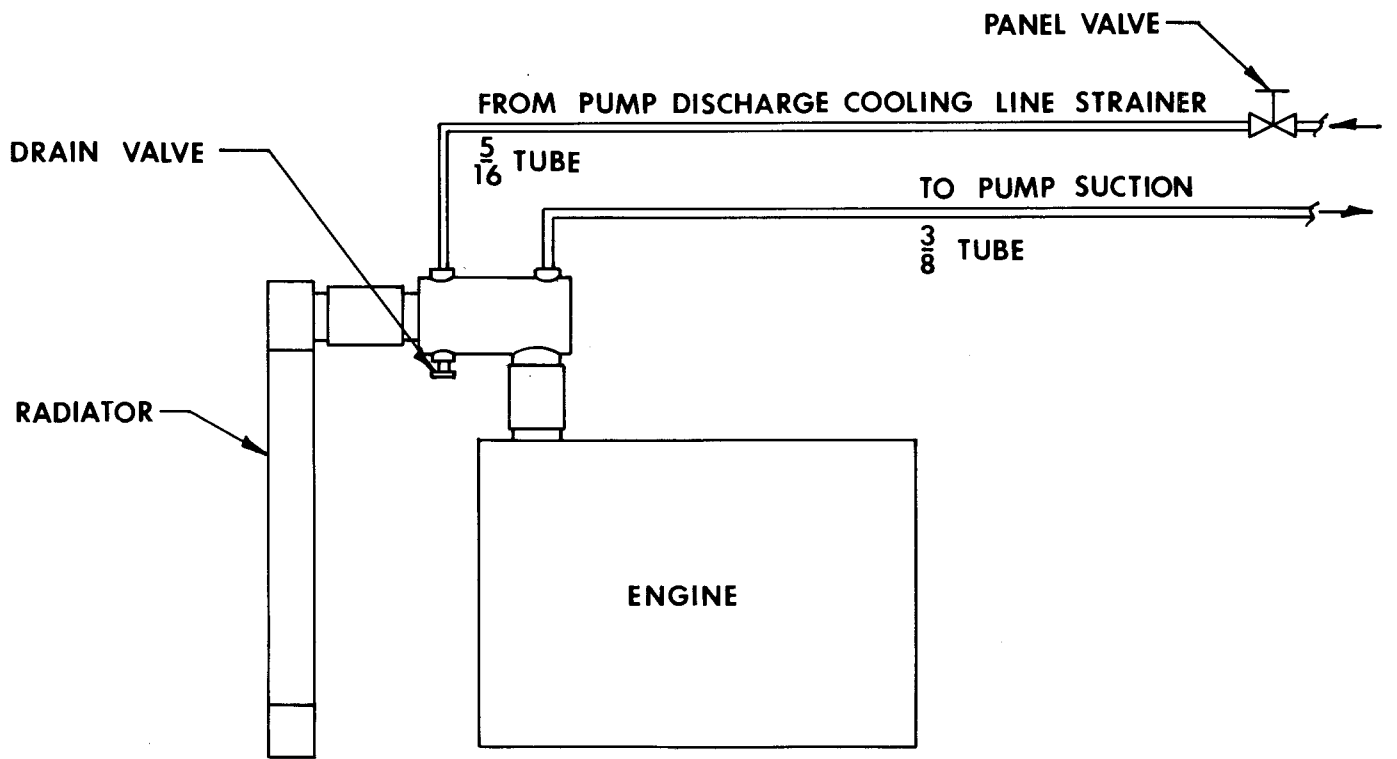 PANEL VALVE
FROM PUMP DISCHARGE COOLING LINE STRAINER
DRAIN VALVE
5/16 TUBE
TO PUMP SUCTION
3/8 TUBE
RADIATOR
ENGINE